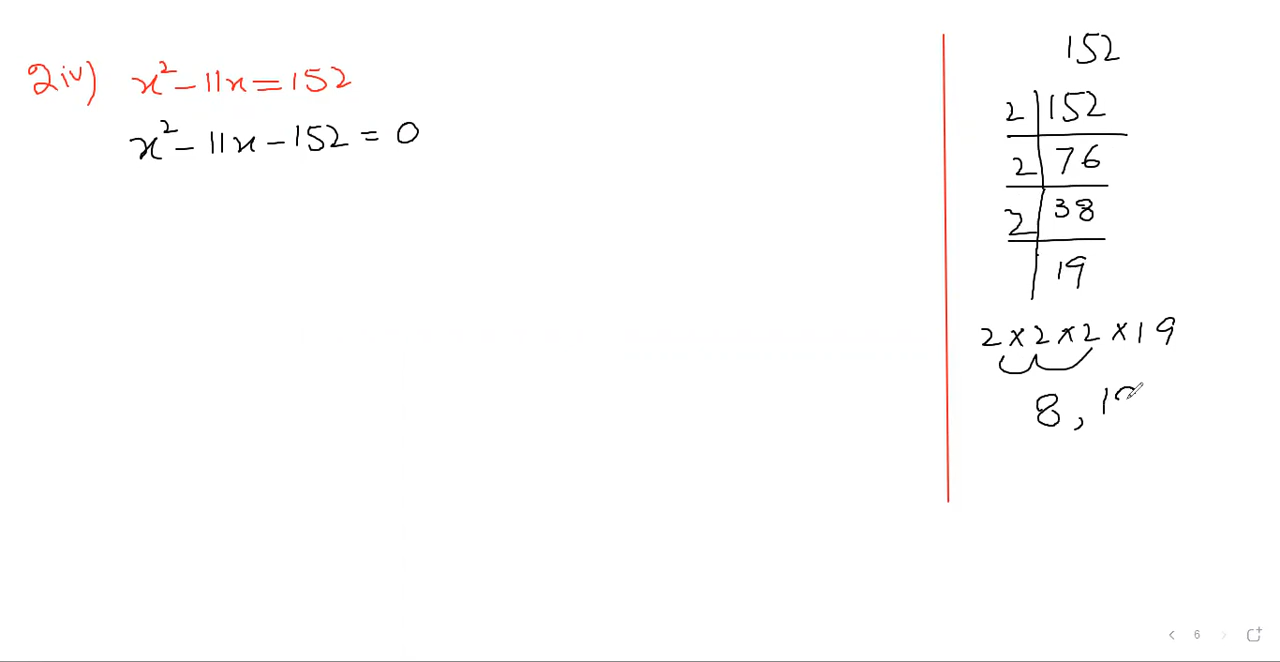 2iv) x² - 11x = 152
x² - 11x - 152 = 0
152
2 | 152
2 | 76
2 | 38
| 19
2 × 2 × 2 × 19
8 ,
6